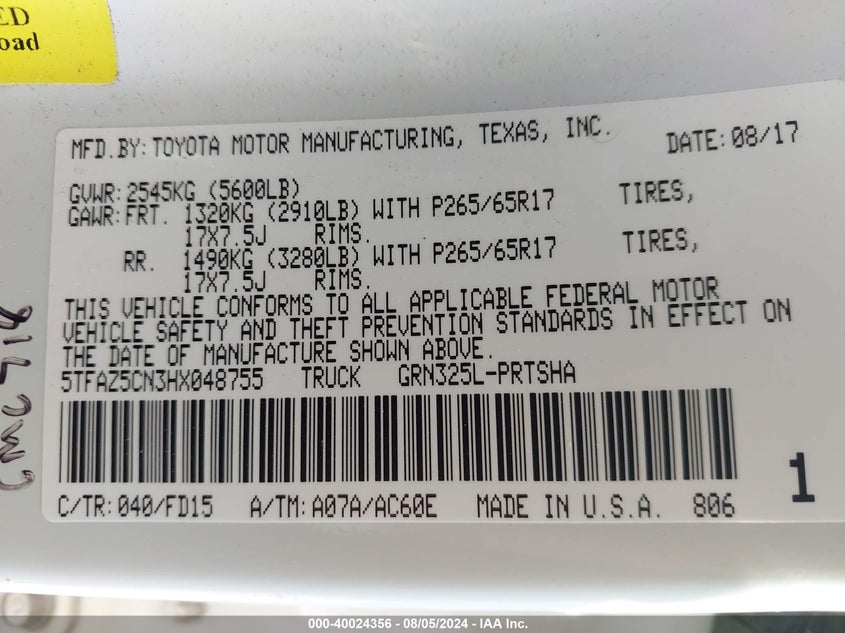 ED
oad
MFD.BY: TOYOTA MOTOR MANUFACTURING, TEXAS, INC. DATE: 08/17
GVWR: 2545KG (5600LB)
GAWR: FRT. 1320KG (2910LB) WITH P265/65R17 TIRES,
17X7.5J RIMS.
RR. 1490KG (3280LB) WITH P265/65R17 TIRES,
17X7.5J RIMS.
THIS VEHICLE CONFORMS TO ALL APPLICABLE FEDERAL MOTOR
VEHICLE SAFETY AND THEFT PREVENTION STANDARDS IN EFFECT ON
THE DATE OF MANUFACTURE SHOWN ABOVE.
5TFAZ5CN3HX048755 TRUCK GRN325L-PRTSHA
C/TR: 040/FD15 A/TM: A07A/AC60E MADE IN U.S.A. 806
1
000-40024356 - 08/05/2024 - IAA Inc.